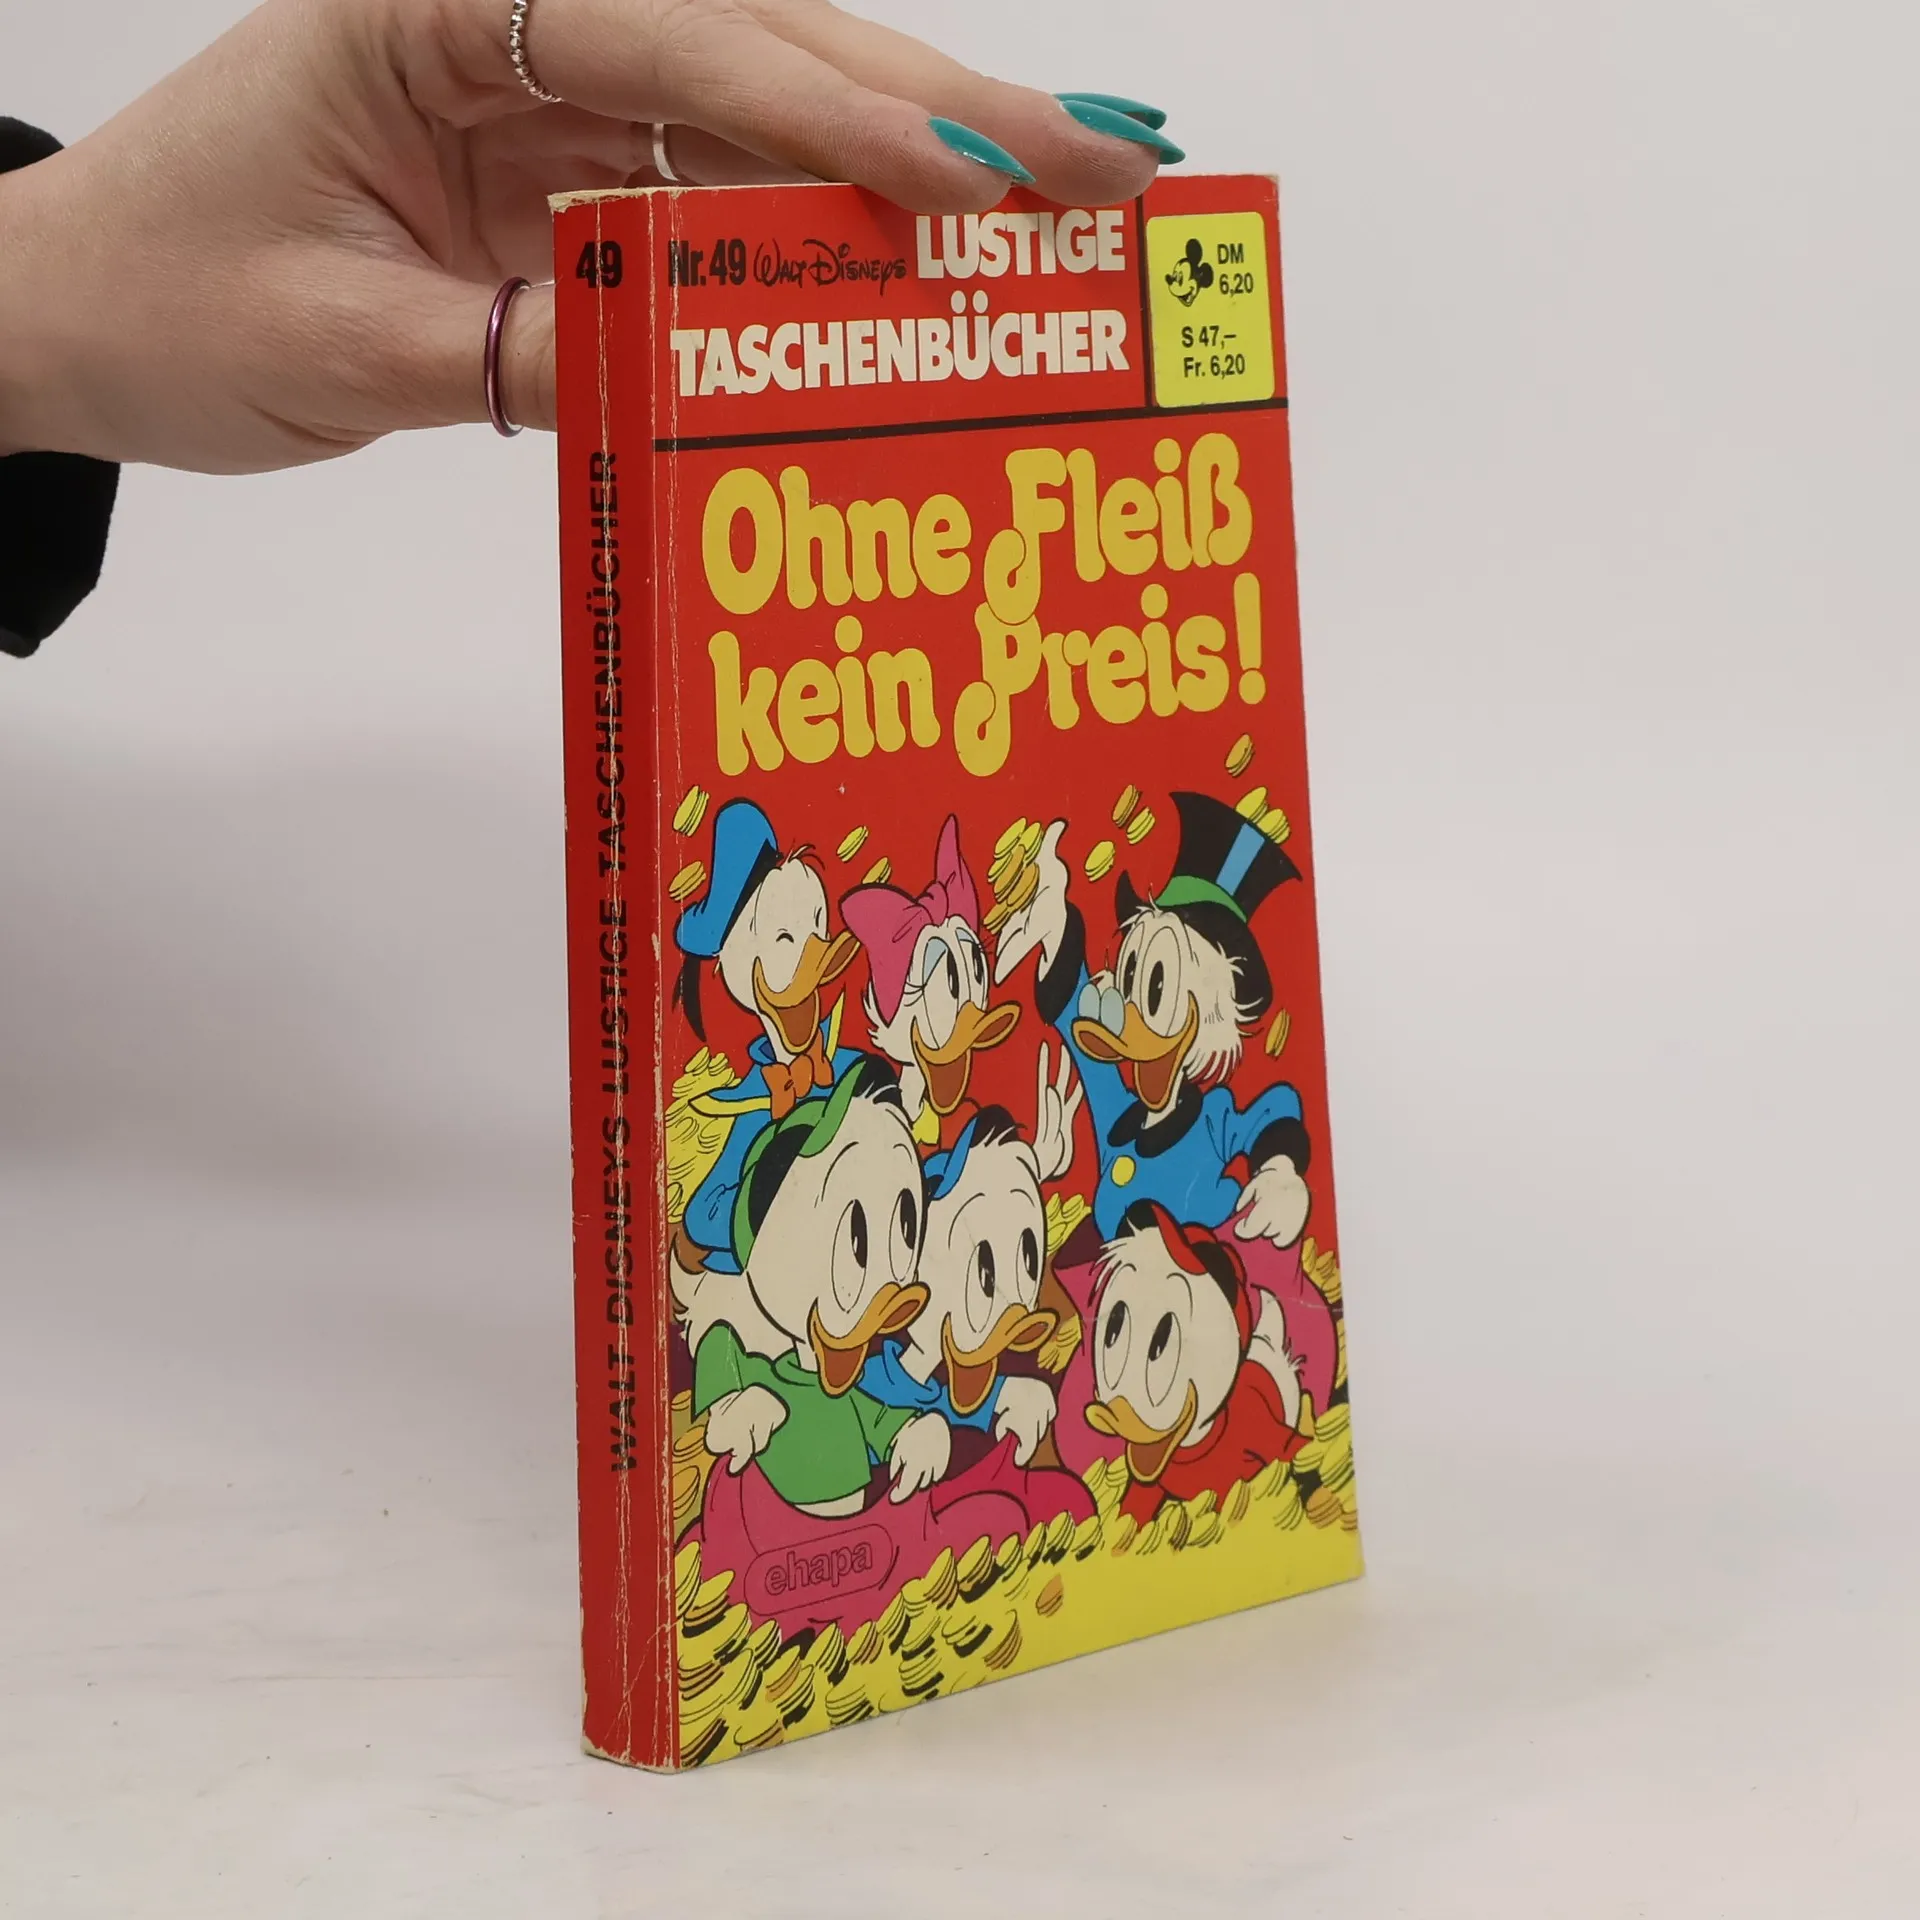 49
WALT DISNEYS LUSTIGE TASCHENBÜCHER
Nr. 49 WALT DISNEYS LUSTIGE
TASCHENBÜCHER
DM
6,20
S 47,–
Fr. 6,20
Ohne Fleiß
kein Preis!
ehapa